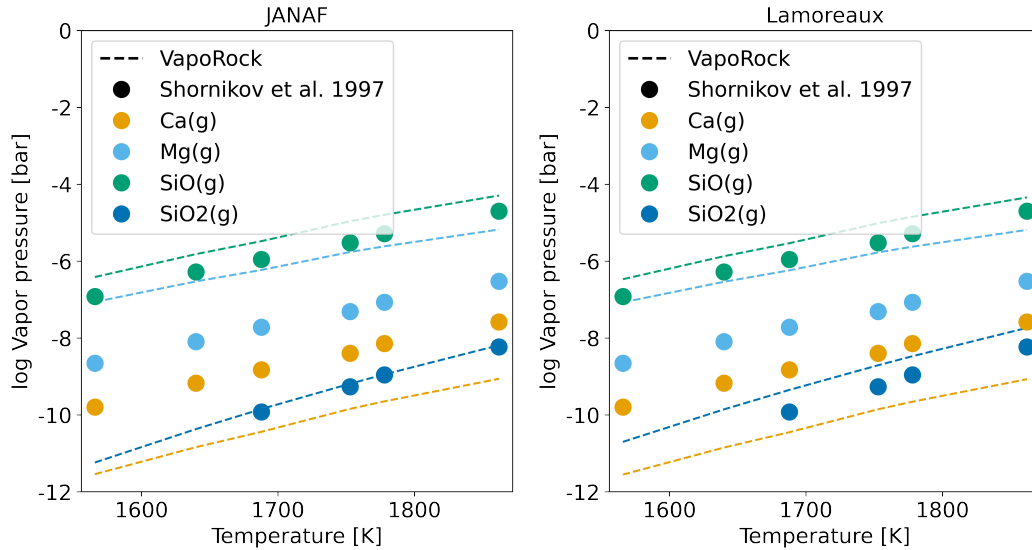 JANAF
0
-2
-4
-6
-8
-10
-12
log Vapor pressure [bar]
VapoRock
Shornikov et al. 1997
Ca(g)
Mg(g)
SiO(g)
SiO2(g)
1600
1700
1800
Temperature [K]
Lamoreaux
0
-2
-4
-6
-8
-10
-12
log Vapor pressure [bar]
VapoRock
Shornikov et al. 1997
Ca(g)
Mg(g)
SiO(g)
SiO2(g)
1600
1700
1800
Temperature [K]